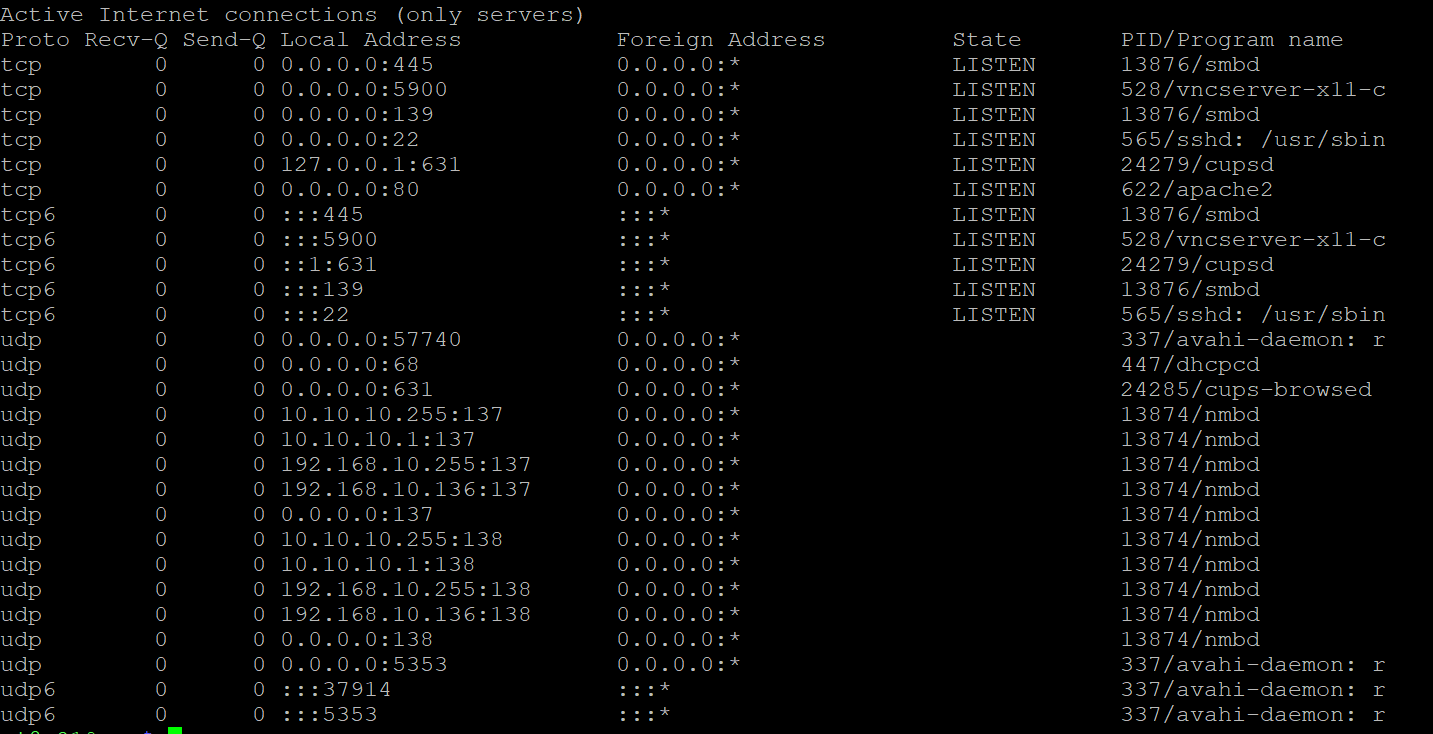 Active Internet connections (only servers)
Proto Recv-Q Send-Q Local Address           Foreign Address         State       PID/Program name
tcp        0      0 0.0.0.0:445             0.0.0.0:*               LISTEN      13876/smbd
tcp        0      0 0.0.0.0:5900            0.0.0.0:*               LISTEN      528/vncserver-x11-c
tcp        0      0 0.0.0.0:139             0.0.0.0:*               LISTEN      13876/smbd
tcp        0      0 0.0.0.0:22              0.0.0.0:*               LISTEN      565/sshd: /usr/sbin
tcp        0      0 127.0.0.1:631           0.0.0.0:*               LISTEN      24279/cupsd
tcp        0      0 0.0.0.0:80              0.0.0.0:*               LISTEN      622/apache2
tcp6       0      0 :::445                  :::*                    LISTEN      13876/smbd
tcp6       0      0 :::5900                 :::*                    LISTEN      528/vncserver-x11-c
tcp6       0      0 ::1:631                 :::*                    LISTEN      24279/cupsd
tcp6       0      0 :::139                  :::*                    LISTEN      13876/smbd
tcp6       0      0 :::22                   :::*                    LISTEN      565/sshd: /usr/sbin
udp        0      0 0.0.0.0:57740           0.0.0.0:*                           337/avahi-daemon: r
udp        0      0 0.0.0.0:68              0.0.0.0:*                           447/dhcpcd
udp        0      0 0.0.0.0:631             0.0.0.0:*                           24285/cups-browsed
udp        0      0 10.10.10.255:137        0.0.0.0:*                           13874/nmbd
udp        0      0 10.10.10.1:137          0.0.0.0:*                           13874/nmbd
udp        0      0 192.168.10.255:137      0.0.0.0:*                           13874/nmbd
udp        0      0 192.168.10.136:137      0.0.0.0:*                           13874/nmbd
udp        0      0 0.0.0.0:137             0.0.0.0:*                           13874/nmbd
udp        0      0 10.10.10.255:138        0.0.0.0:*                           13874/nmbd
udp        0      0 10.10.10.1:138          0.0.0.0:*                           13874/nmbd
udp        0      0 192.168.10.255:138      0.0.0.0:*                           13874/nmbd
udp        0      0 192.168.10.136:138      0.0.0.0:*                           13874/nmbd
udp        0      0 0.0.0.0:138             0.0.0.0:*                           13874/nmbd
udp        0      0 0.0.0.0:5353            0.0.0.0:*                           337/avahi-daemon: r
udp6       0      0 :::37914                :::*                                337/avahi-daemon: r
udp6       0      0 :::5353                 :::*                                337/avahi-daemon: r